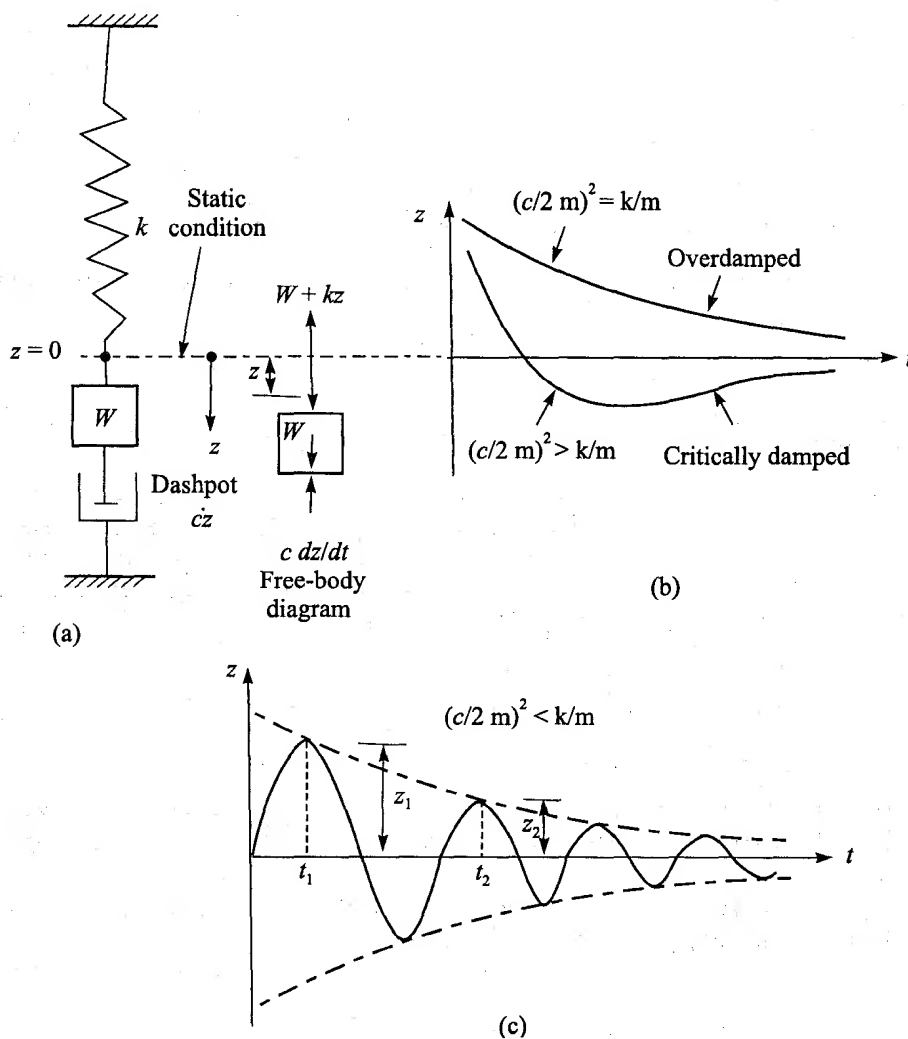 Static
condition
k
z = 0
W
z
Dashpot
cż
W + kz
z
W
c dz/dt
Free-body
diagram
(a)
z
(c/2 m)² = k/m
Overdamped
t
(c/2 m)² > k/m
Critically damped
(b)
z
(c/2 m)² < k/m
z₁
z₂
t₁
t₂
t
(c)